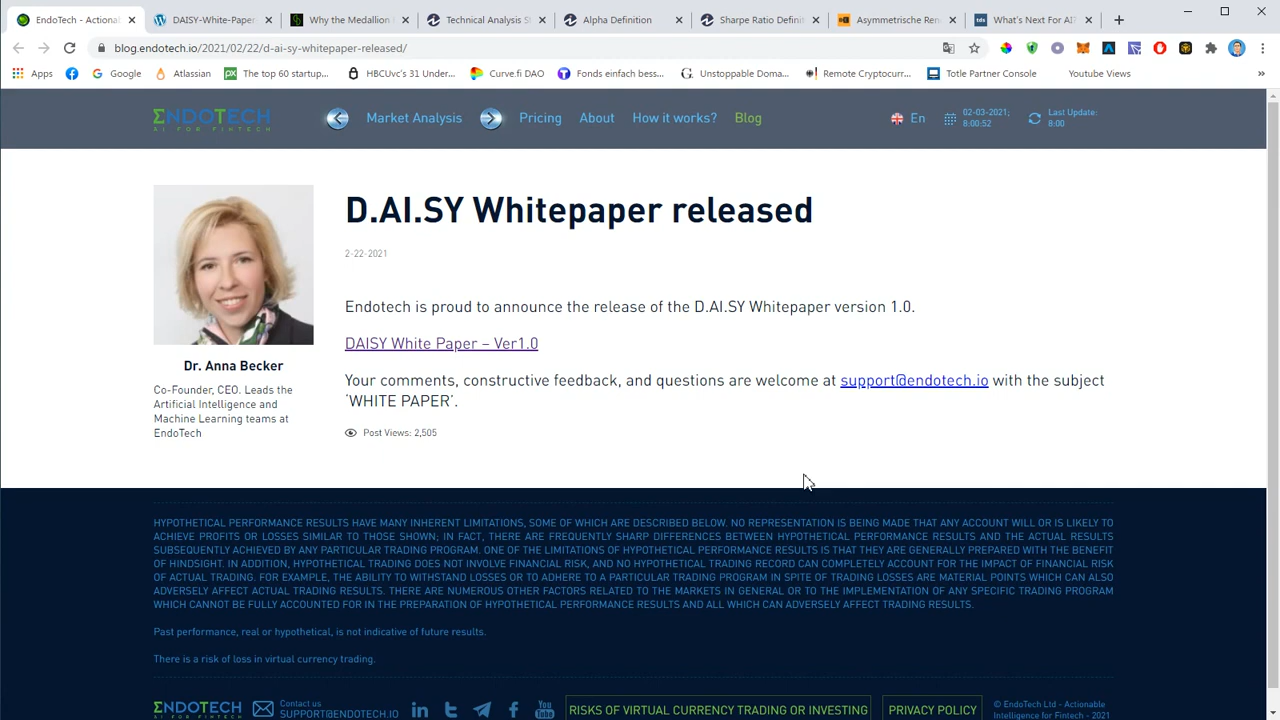 EndoTech - Actionab
DAISY-White-Paper
Why the Medallion
Technical Analysis St
Alpha Definition
Sharpe Ratio Definit
Asymmetrische Ren
tds
What's Next For AI?
blog.endotech.io/2021/02/22/d-ai-sy-whitepaper-released/
Apps
Google
Atlassian
The top 60 startup...
HBCUvc's 31 Under...
Curve.fi DAO
Fonds einfach bess...
Unstoppable Doma...
Remote Cryptocurr...
Totle Partner Console
Youtube Views
ENDOTECH
AI FOR FINTECH
Market Analysis
Pricing
About
How it works?
Blog
En
02-03-2021;
8:00:52
Last Update:
8:00
D.AI.SY Whitepaper released
2-22-2021
Endotech is proud to announce the release of the D.AI.SY Whitepaper version 1.0.
DAISY White Paper – Ver1.0
Your comments, constructive feedback, and questions are welcome at support@endotech.io with the subject
‘WHITE PAPER’.
Post Views: 2,505
Dr. Anna Becker
Co-Founder, CEO. Leads the
Artificial Intelligence and
Machine Learning teams at
EndoTech
HYPOTHETICAL PERFORMANCE RESULTS HAVE MANY INHERENT LIMITATIONS, SOME OF WHICH ARE DESCRIBED BELOW. NO REPRESENTATION IS BEING MADE THAT ANY ACCOUNT WILL OR IS LIKELY TO
ACHIEVE PROFITS OR LOSSES SIMILAR TO THOSE SHOWN; IN FACT, THERE ARE FREQUENTLY SHARP DIFFERENCES BETWEEN HYPOTHETICAL PERFORMANCE RESULTS AND THE ACTUAL RESULTS
SUBSEQUENTLY ACHIEVED BY ANY PARTICULAR TRADING PROGRAM. ONE OF THE LIMITATIONS OF HYPOTHETICAL PERFORMANCE RESULTS IS THAT THEY ARE GENERALLY PREPARED WITH THE BENEFIT
OF HINDSIGHT. IN ADDITION, HYPOTHETICAL TRADING DOES NOT INVOLVE FINANCIAL RISK, AND NO HYPOTHETICAL TRADING RECORD CAN COMPLETELY ACCOUNT FOR THE IMPACT OF FINANCIAL RISK
OF ACTUAL TRADING. FOR EXAMPLE, THE ABILITY TO WITHSTAND LOSSES OR TO ADHERE TO A PARTICULAR TRADING PROGRAM IN SPITE OF TRADING LOSSES ARE MATERIAL POINTS WHICH CAN ALSO
ADVERSELY AFFECT ACTUAL TRADING RESULTS. THERE ARE NUMEROUS OTHER FACTORS RELATED TO THE MARKETS IN GENERAL OR TO THE IMPLEMENTATION OF ANY SPECIFIC TRADING PROGRAM
WHICH CANNOT BE FULLY ACCOUNTED FOR IN THE PREPARATION OF HYPOTHETICAL PERFORMANCE RESULTS AND ALL WHICH CAN ADVERSELY AFFECT TRADING RESULTS.
Past performance, real or hypothetical, is not indicative of future results.
There is a risk of loss in virtual currency trading.
ENDOTECH
AI FOR FINTECH
Contact us
SUPPORT@ENDOTECH.IO
You
Tube
RISKS OF VIRTUAL CURRENCY TRADING OR INVESTING
PRIVACY POLICY
© EndoTech Ltd - Actionable
Intelligence for Fintech - 2021